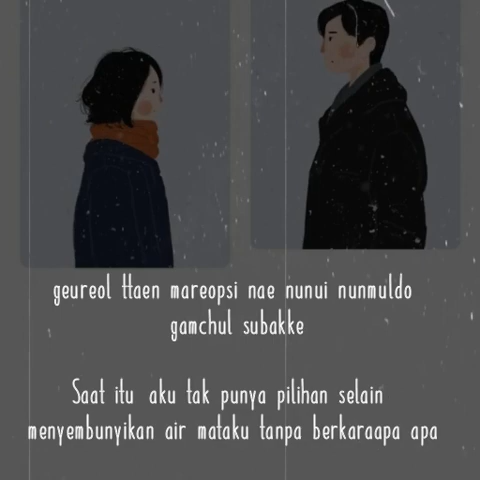 geureol ttaen mareopsi nae nunui nunmuldo
gamchul subakke
Saat itu aku tak punya pilihan selain
menyembunyikan air mataku tanpa berkaraapa apa